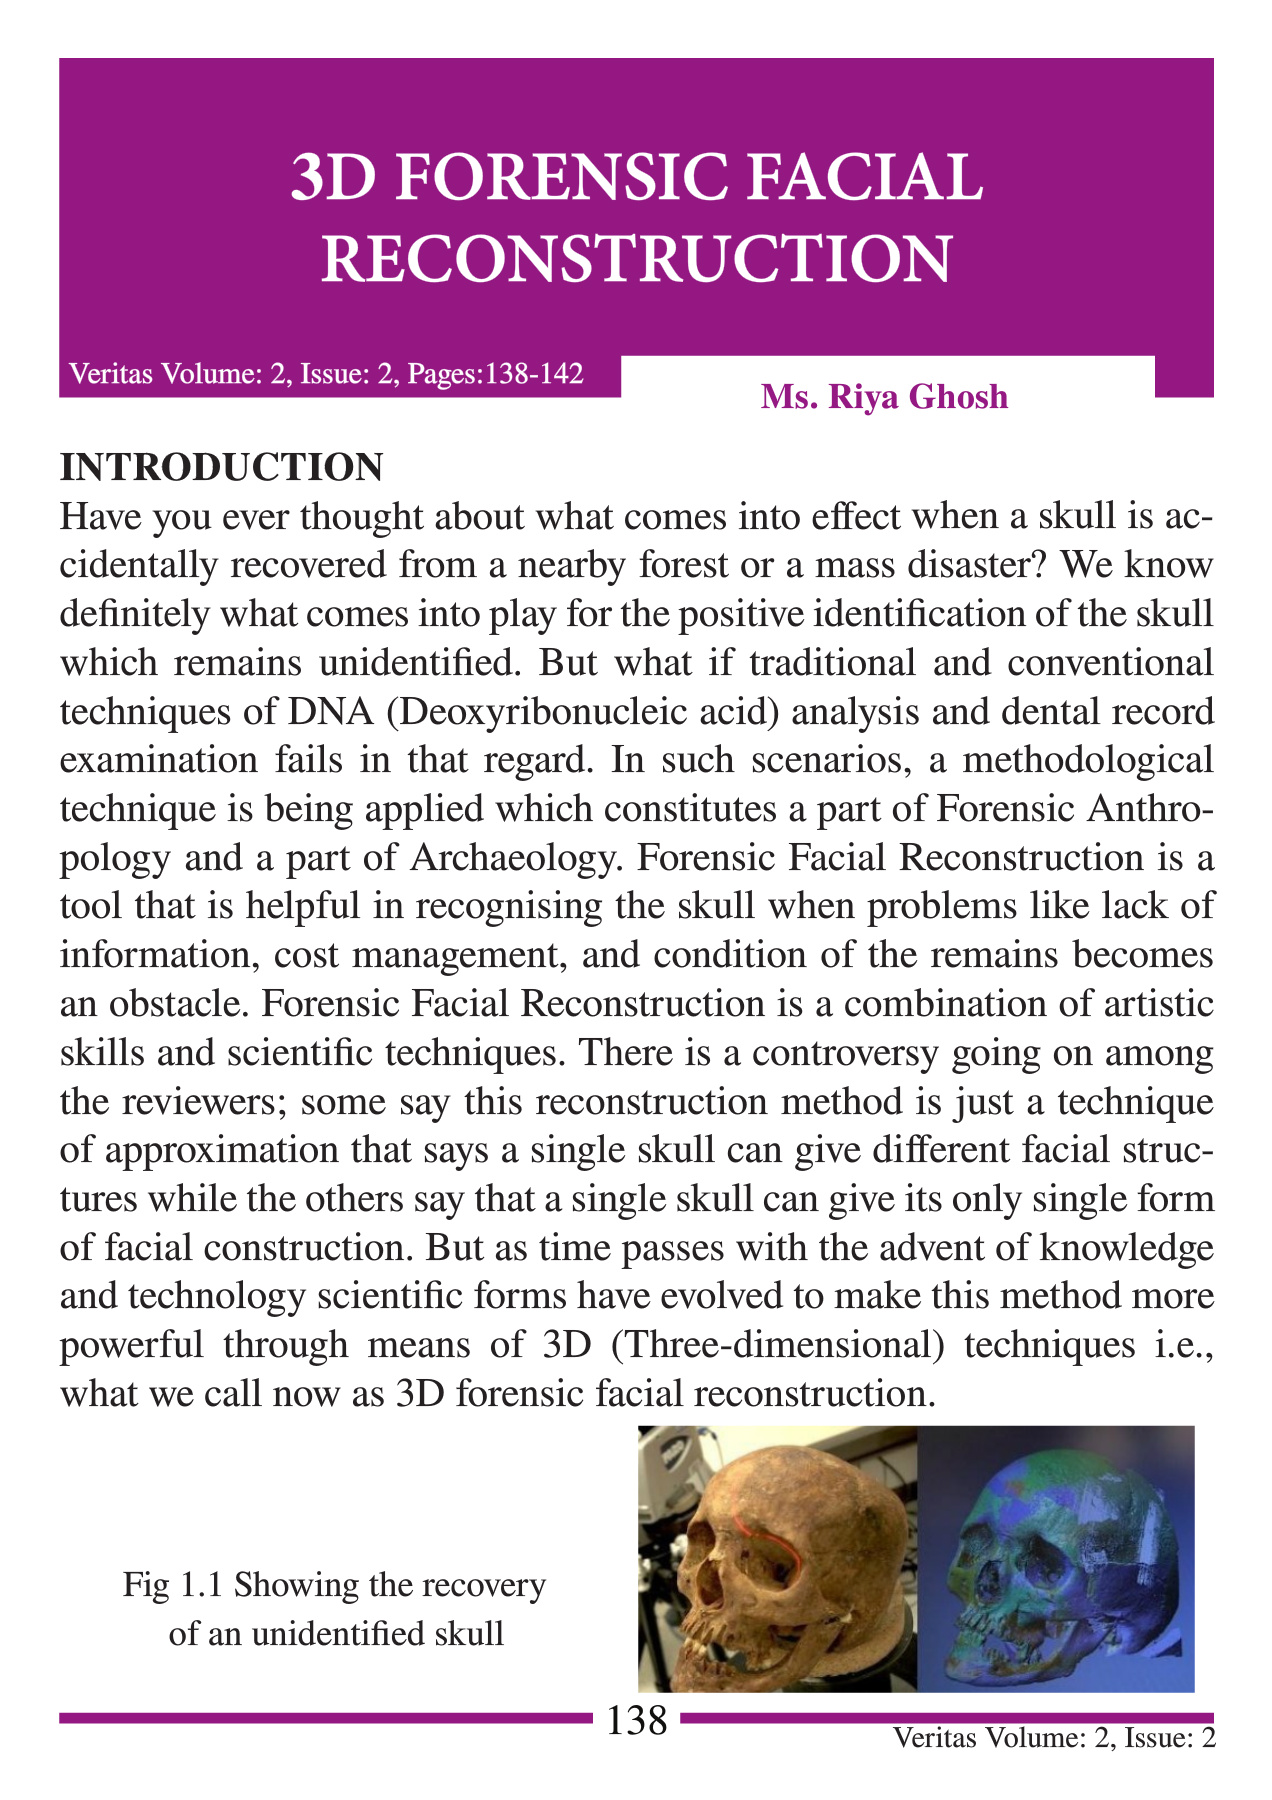 3D FORENSIC FACIAL
RECONSTRUCTION
Veritas Volume: 2, Issue: 2, Pages:138-142
Ms. Riya Ghosh
INTRODUCTION
Have you ever thought about what comes into effect when a skull is ac-
cidentally recovered from a nearby forest or a mass disaster? We know
definitely what comes into play for the positive identification of the skull
which remains unidentified. But what if traditional and conventional
techniques of DNA (Deoxyribonucleic acid) analysis and dental record
examination fails in that regard. In such scenarios, a methodological
technique is being applied which constitutes a part of Forensic Anthro-
pology and a part of Archaeology. Forensic Facial Reconstruction is a
tool that is helpful in recognising the skull when problems like lack of
information, cost management, and condition of the remains becomes
an obstacle. Forensic Facial Reconstruction is a combination of artistic
skills and scientific techniques. There is a controversy going on among
the reviewers; some say this reconstruction method is just a technique
of approximation that says a single skull can give different facial struc-
tures while the others say that a single skull can give its only single form
of facial construction. But as time passes with the advent of knowledge
and technology scientific forms have evolved to make this method more
powerful through means of 3D (Three-dimensional) techniques i.e.,
what we call now as 3D forensic facial reconstruction.
Fig 1.1 Showing the recovery
of an unidentified skull
138
Veritas Volume: 2, Issue: 2